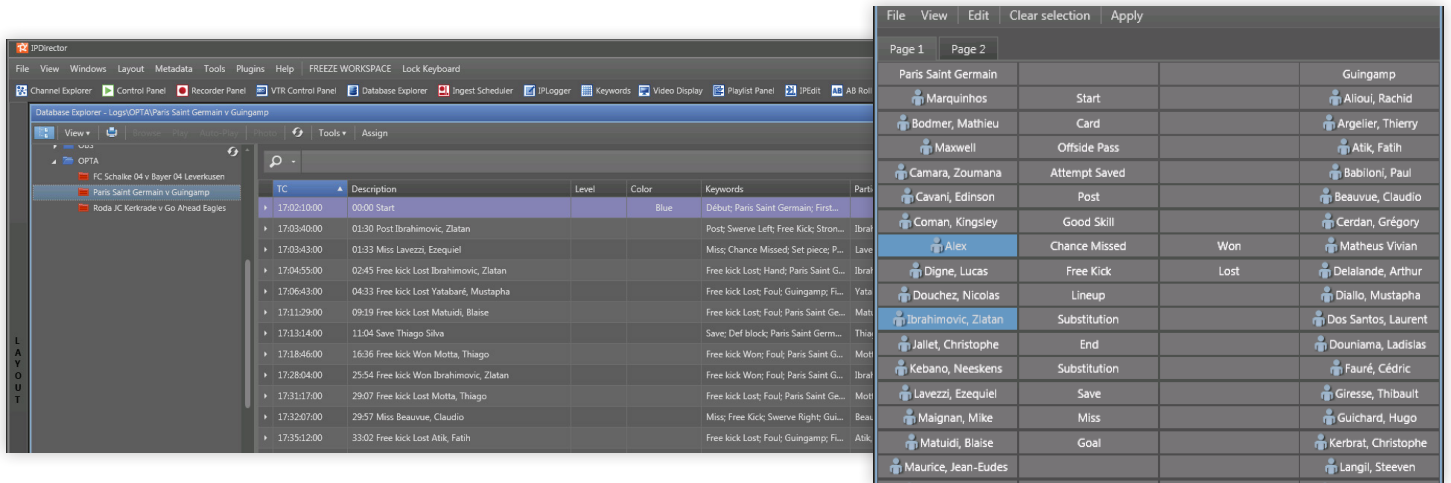 IPDirector
File View Windows Layout Metadata Tools Plugins Help FREEZE WORKSPACE Lock Keyboard
Channel Explorer Control Panel Recorder Panel VTR Control Panel Database Explorer Ingest Scheduler IPLogger Keywords Video Display Playlist Panel IPEdit AB AB Roll
Database Explorer - Logs\OPTA\Paris Saint Germain v Guingamp
View Browse Play Auto-Play Tools Assign
OBS
OPTA
FC Schalke 04 v Bayer 04 Leverkusen
Paris Saint Germain v Guingamp
Roda JC Kerkrade v Go Ahead Eagles
LAYOUT
TC Description Level Color Keywords Parti
17:02:10:00 00:00 Start Blue Début; Paris Saint Germain; First...
17:03:40:00 01:30 Post Ibrahimovic, Zlatan Post; Swerve Left; Free Kick; Stron... Ibra
17:03:43:00 01:33 Miss Lavezzi, Ezequiel Miss; Chance Missed; Set piece; P... Lave
17:04:55:00 02:45 Free kick Lost Ibrahimovic, Zlatan Free kick Lost; Hand; Paris Saint G... Ibra
17:06:43:00 04:33 Free kick Lost Yatabaré, Mustapha Free kick Lost; Foul; Guingamp; Fi... Yata
17:11:29:00 09:19 Free kick Lost Matuidi, Blaise Free kick Lost; Foul; Paris Saint Ge... Matu
17:13:14:00 11:04 Save Thiago Silva Save; Def block; Paris Saint Germ... Thia
17:18:46:00 16:36 Free kick Won Motta, Thiago Free kick Won; Foul; Paris Saint G... Mott
17:28:04:00 25:54 Free kick Won Ibrahimovic, Zlatan Free kick Won; Foul; Paris Saint G... Ibra
17:31:17:00 29:07 Free kick Lost Motta, Thiago Free kick Lost; Foul; Paris Saint Ge... Mott
17:32:07:00 29:57 Miss Beauvue, Claudio Miss; Free Kick; Swerve Right; Gui... Beau
17:35:12:00 33:02 Free kick Lost Atik, Fatih Free kick Lost; Foul; Guingamp; Fi... Atik,
File View Edit Clear selection Apply
Page 1 Page 2
Paris Saint Germain Guingamp
Marquinhos Start Alioui, Rachid
Bodmer, Mathieu Card Argelier, Thierry
Maxwell Offside Pass Atik, Fatih
Camara, Zoumana Attempt Saved Babiloni, Paul
Cavani, Edinson Post Beauvue, Claudio
Coman, Kingsley Good Skill Cerdan, Grégory
Alex Chance Missed Won Matheus Vivian
Digne, Lucas Free Kick Lost Delalande, Arthur
Douchez, Nicolas Lineup Diallo, Mustapha
Ibrahimovic, Zlatan Substitution Dos Santos, Laurent
Jallet, Christophe End Douniama, Ladislas
Kebano, Neeskens Substitution Fauré, Cédric
Lavezzi, Ezequiel Save Giresse, Thibault
Maignan, Mike Miss Guichard, Hugo
Matuidi, Blaise Goal Kerbrat, Christophe
Maurice, Jean-Eudes Langil, Steeven